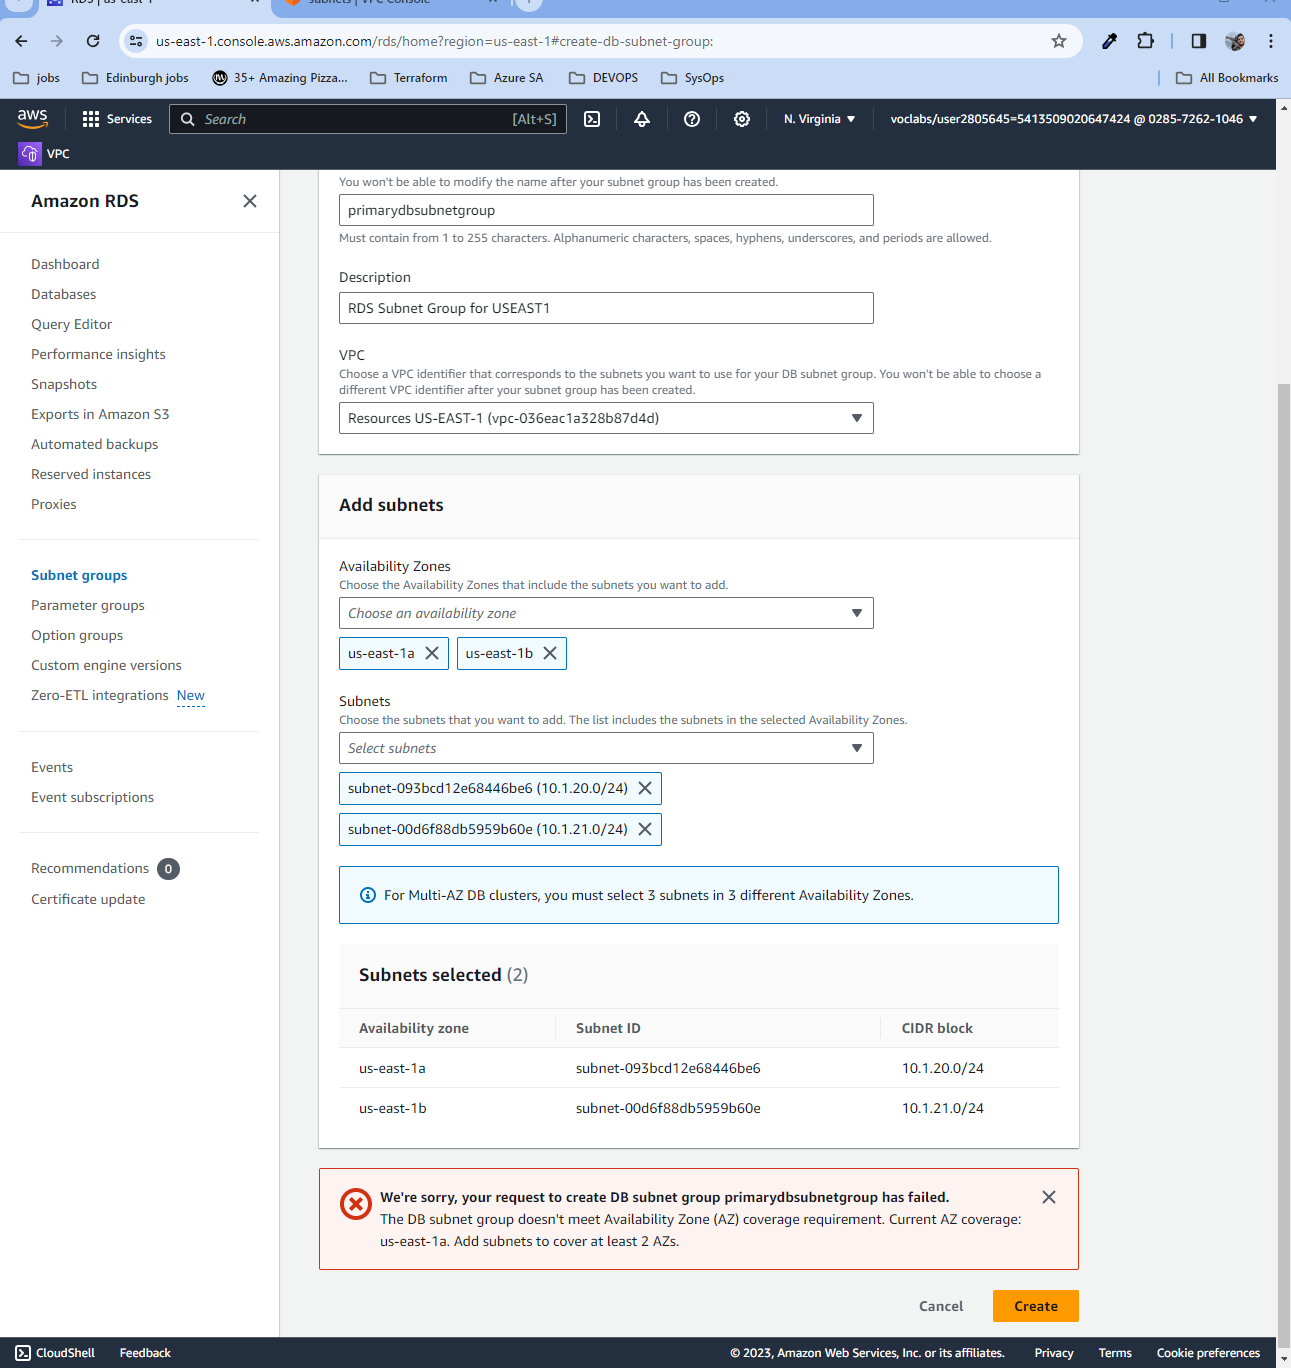 RDS | us-east-1
subnets | VPC Console
us-east-1.console.aws.amazon.com/rds/home?region=us-east-1#create-db-subnet-group:
jobs
Edinburgh jobs
35+ Amazing Pizza...
Terraform
Azure SA
DEVOPS
SysOps
All Bookmarks
aws
Services
Search
[Alt+S]
N. Virginia
voclabs/user2805645=5413509020647424 @ 0285-7262-1046
VPC
Amazon RDS
Dashboard
Databases
Query Editor
Performance insights
Snapshots
Exports in Amazon S3
Automated backups
Reserved instances
Proxies
Subnet groups
Parameter groups
Option groups
Custom engine versions
Zero-ETL integrations New
Events
Event subscriptions
Recommendations 0
Certificate update
You won't be able to modify the name after your subnet group has been created.
primarydbsubnetgroup
Must contain from 1 to 255 characters. Alphanumeric characters, spaces, hyphens, underscores, and periods are allowed.
Description
RDS Subnet Group for USEAST1
VPC
Choose a VPC identifier that corresponds to the subnets you want to use for your DB subnet group. You won't be able to choose a
different VPC identifier after your subnet group has been created.
Resources US-EAST-1 (vpc-036eac1a328b87d4d)
Add subnets
Availability Zones
Choose the Availability Zones that include the subnets you want to add.
Choose an availability zone
us-east-1a
us-east-1b
Subnets
Choose the subnets that you want to add. The list includes the subnets in the selected Availability Zones.
Select subnets
subnet-093bcd12e68446be6 (10.1.20.0/24)
subnet-00d6f88db5959b60e (10.1.21.0/24)
For Multi-AZ DB clusters, you must select 3 subnets in 3 different Availability Zones.
Subnets selected (2)
Availability zone Subnet ID CIDR block
us-east-1a subnet-093bcd12e68446be6 10.1.20.0/24
us-east-1b subnet-00d6f88db5959b60e 10.1.21.0/24
We're sorry, your request to create DB subnet group primarydbsubnetgroup has failed.
The DB subnet group doesn't meet Availability Zone (AZ) coverage requirement. Current AZ coverage:
us-east-1a. Add subnets to cover at least 2 AZs.
Cancel
Create
CloudShell
Feedback
© 2023, Amazon Web Services, Inc. or its affiliates.
Privacy
Terms
Cookie preferences